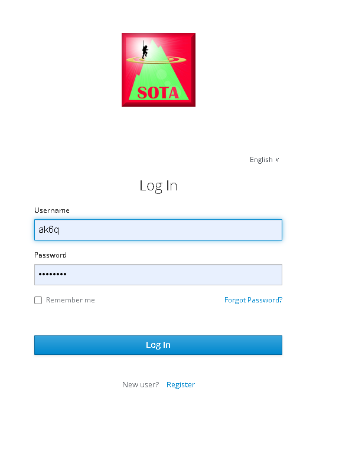 SOTA
English
Log In
Username
ak6q
Password
••••••••
Remember me
Forgot Password?
Log In
New user? Register